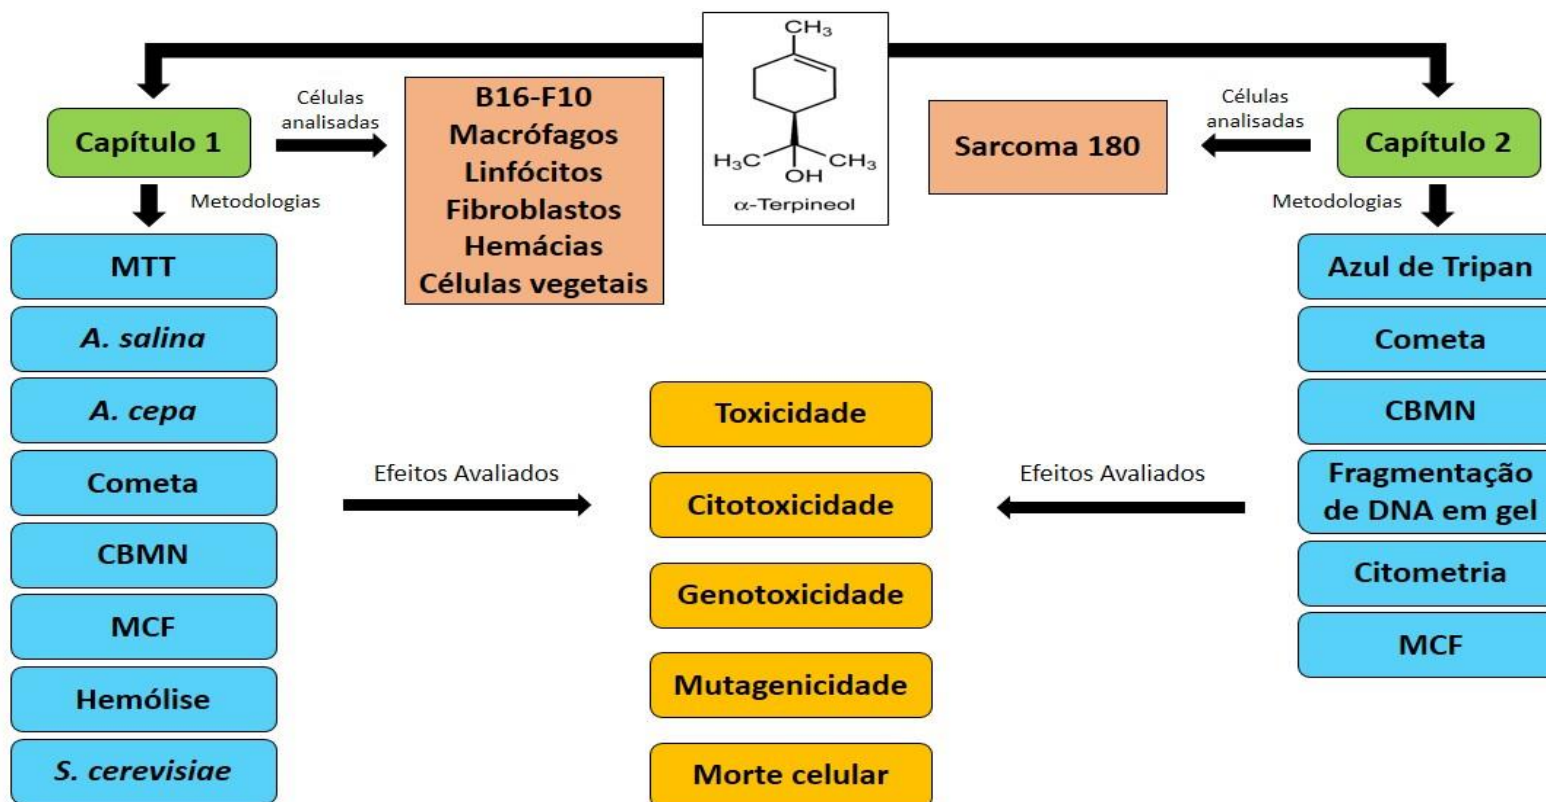 CH₃
H₃C
CH₃
OH
α-Terpineol
Capítulo 1
Células
analisadas
B16-F10
Macrófagos
Linfócitos
Fibroblastos
Hemácias
Células vegetais
Metodologias
MTT
A. salina
A. cepa
Cometa
CBMN
MCF
Hemólise
S. cerevisiae
Efeitos Avaliados
Toxicidade
Citotoxicidade
Genotoxicidade
Mutagenicidade
Morte celular
Efeitos Avaliados
Sarcoma 180
Células
analisadas
Capítulo 2
Metodologias
Azul de Tripan
Cometa
CBMN
Fragmentação
de DNA em gel
Citometria
MCF